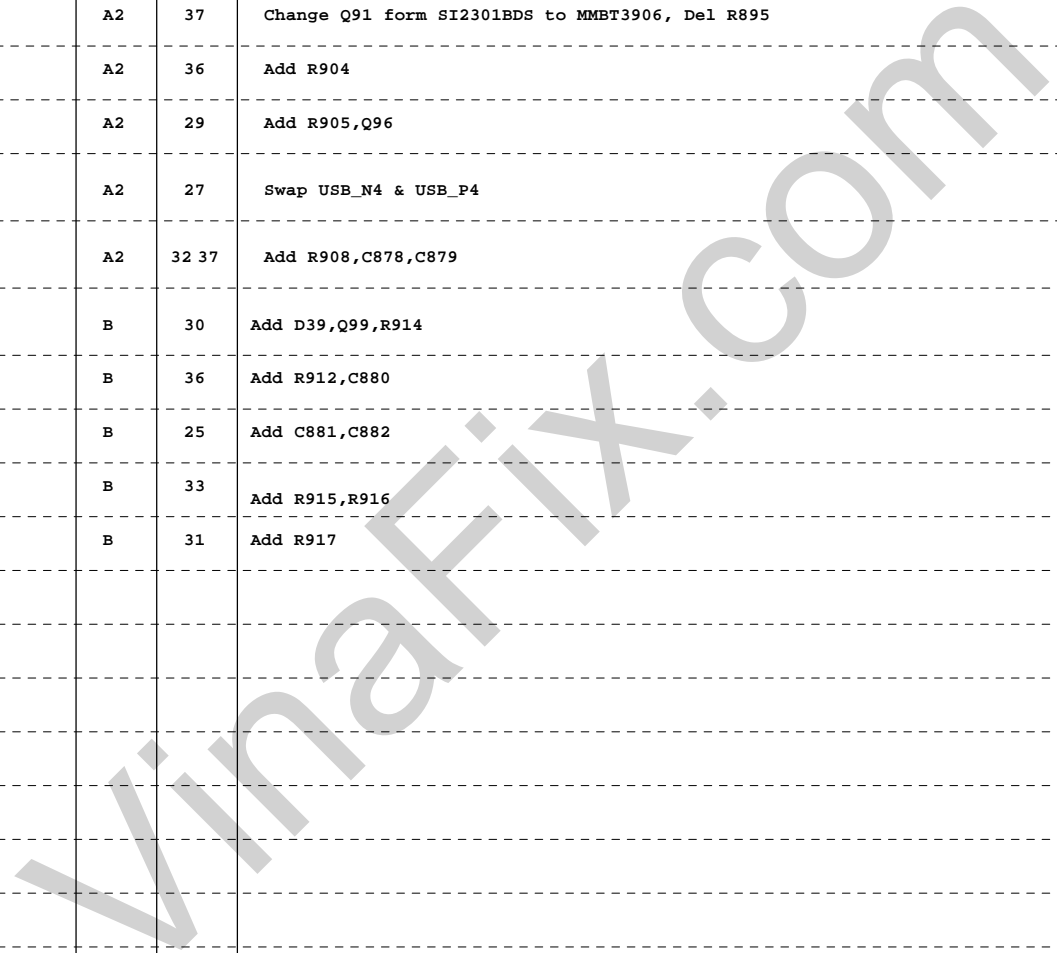 A2 37 Change Q91 form SI2301BDS to MMBT3906, Del R895
A2 36 Add R904
A2 29 Add R905,Q96
A2 27 Swap USB_N4 & USB_P4
A2 32 37 Add R908,C878,C879
B 30 Add D39,Q99,R914
B 36 Add R912,C880
B 25 Add C881,C882
B 33 Add R915,R916
B 31 Add R917
VinaFix.com